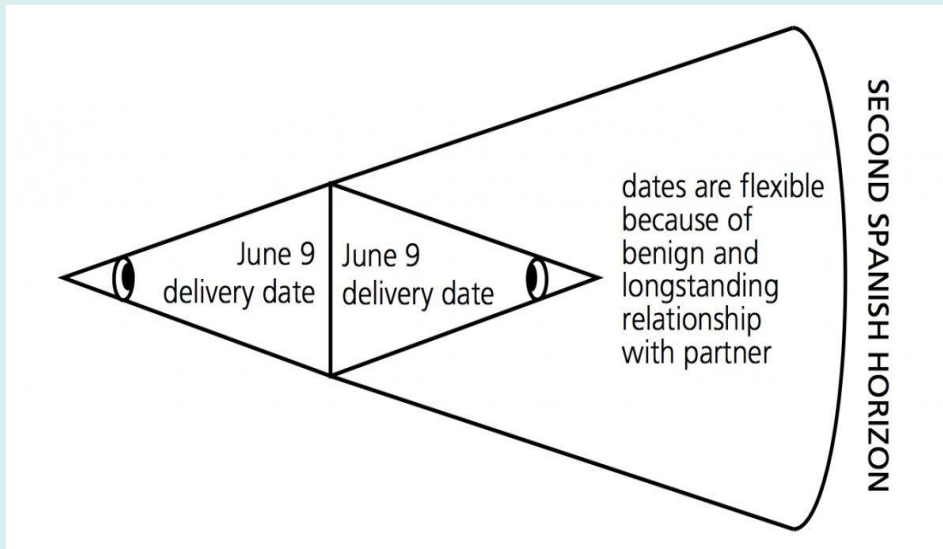 June 9
delivery date
June 9
delivery date
dates are flexible
because of
benign and
longstanding
relationship
with partner
SECOND SPANISH HORIZON